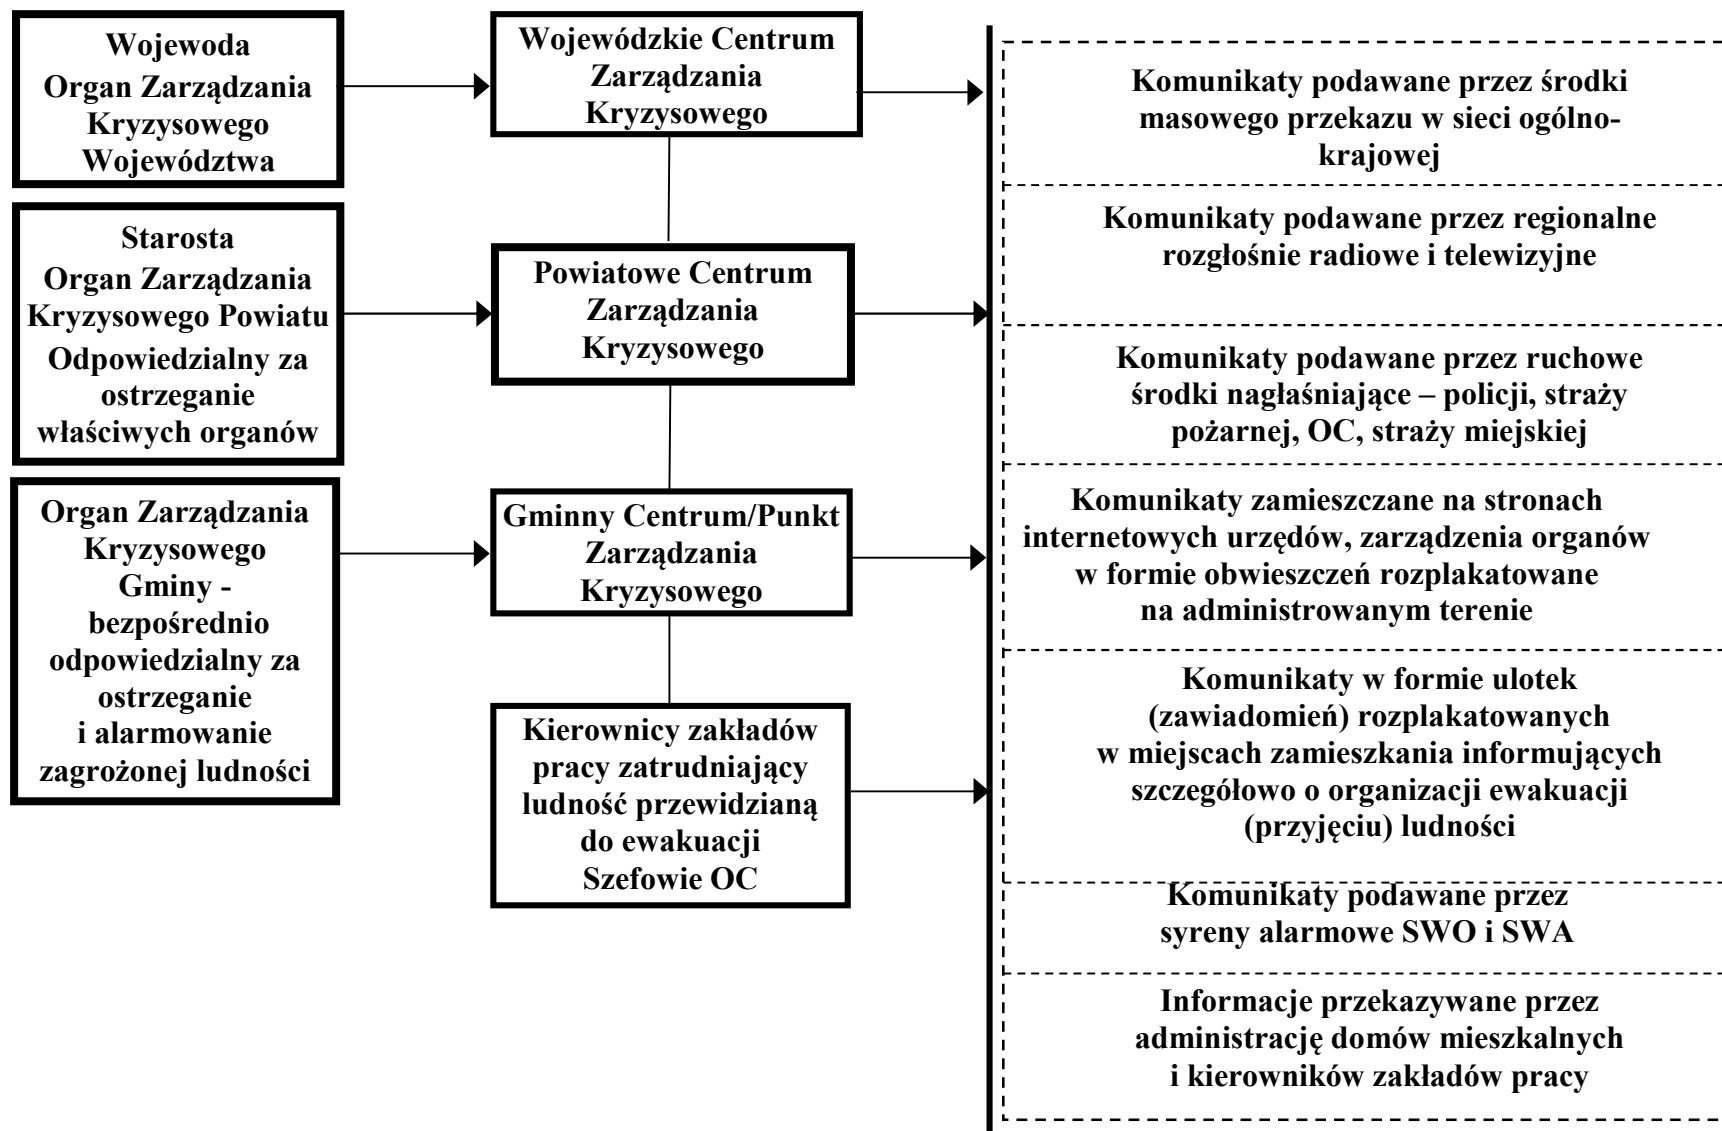 Wojewoda
Organ Zarządzania
Kryzysowego
Województwa
Starosta
Organ Zarządzania
Kryzysowego Powiatu
Odpowiedzialny za
ostrzeganie
właściwych organów
Organ Zarządzania
Kryzysowego
Gminy -
bezpośrednio
odpowiedzialny za
ostrzeganie
i alarmowanie
zagrożonej ludności
Wojewódzkie Centrum
Zarządzania
Kryzysowego
Powiatowe Centrum
Zarządzania
Kryzysowego
Gminny Centrum/Punkt
Zarządzania
Kryzysowego
Kierownicy zakładów
pracy zatrudniający
ludność przewidzianą
do ewakuacji
Szefowie OC
Komunikaty podawane przez środki
masowego przekazu w sieci ogólno-
krajowej
Komunikaty podawane przez regionalne
rozgłośnie radiowe i telewizyjne
Komunikaty podawane przez ruchowe
środki nagłaśniające – policji, straży
pożarnej, OC, straży miejskiej
Komunikaty zamieszczane na stronach
internetowych urzędów, zarządzenia organów
w formie obwieszczeń rozplakatowane
na administrowanym terenie
Komunikaty w formie ulotek
(zawiadomień) rozplakatowanych
w miejscach zamieszkania informujących
szczegółowo o organizacji ewakuacji
(przyjęciu) ludności
Komunikaty podawane przez
syreny alarmowe SWO i SWA
Informacje przekazywane przez
administrację domów mieszkalnych
i kierowników zakładów pracy